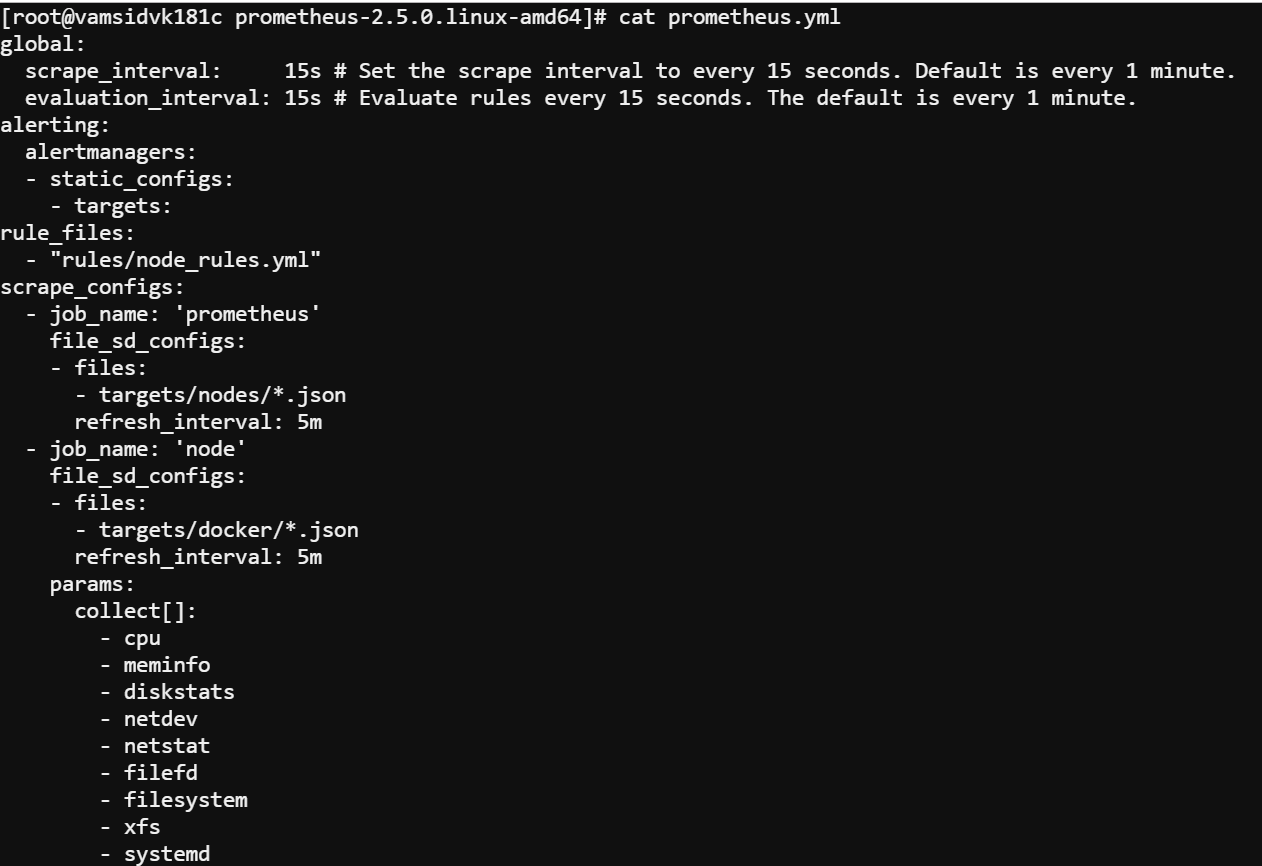 [root@vamsidvk181c prometheus-2.5.0.linux-amd64]# cat prometheus.yml
global:
  scrape_interval:     15s # Set the scrape interval to every 15 seconds. Default is every 1 minute.
  evaluation_interval: 15s # Evaluate rules every 15 seconds. The default is every 1 minute.
alerting:
  alertmanagers:
  - static_configs:
    - targets:
rule_files:
  - "rules/node_rules.yml"
scrape_configs:
  - job_name: 'prometheus'
    file_sd_configs:
    - files:
      - targets/nodes/*.json
      refresh_interval: 5m
  - job_name: 'node'
    file_sd_configs:
    - files:
      - targets/docker/*.json
      refresh_interval: 5m
    params:
      collect[]:
        - cpu
        - meminfo
        - diskstats
        - netdev
        - netstat
        - filefd
        - filesystem
        - xfs
        - systemd